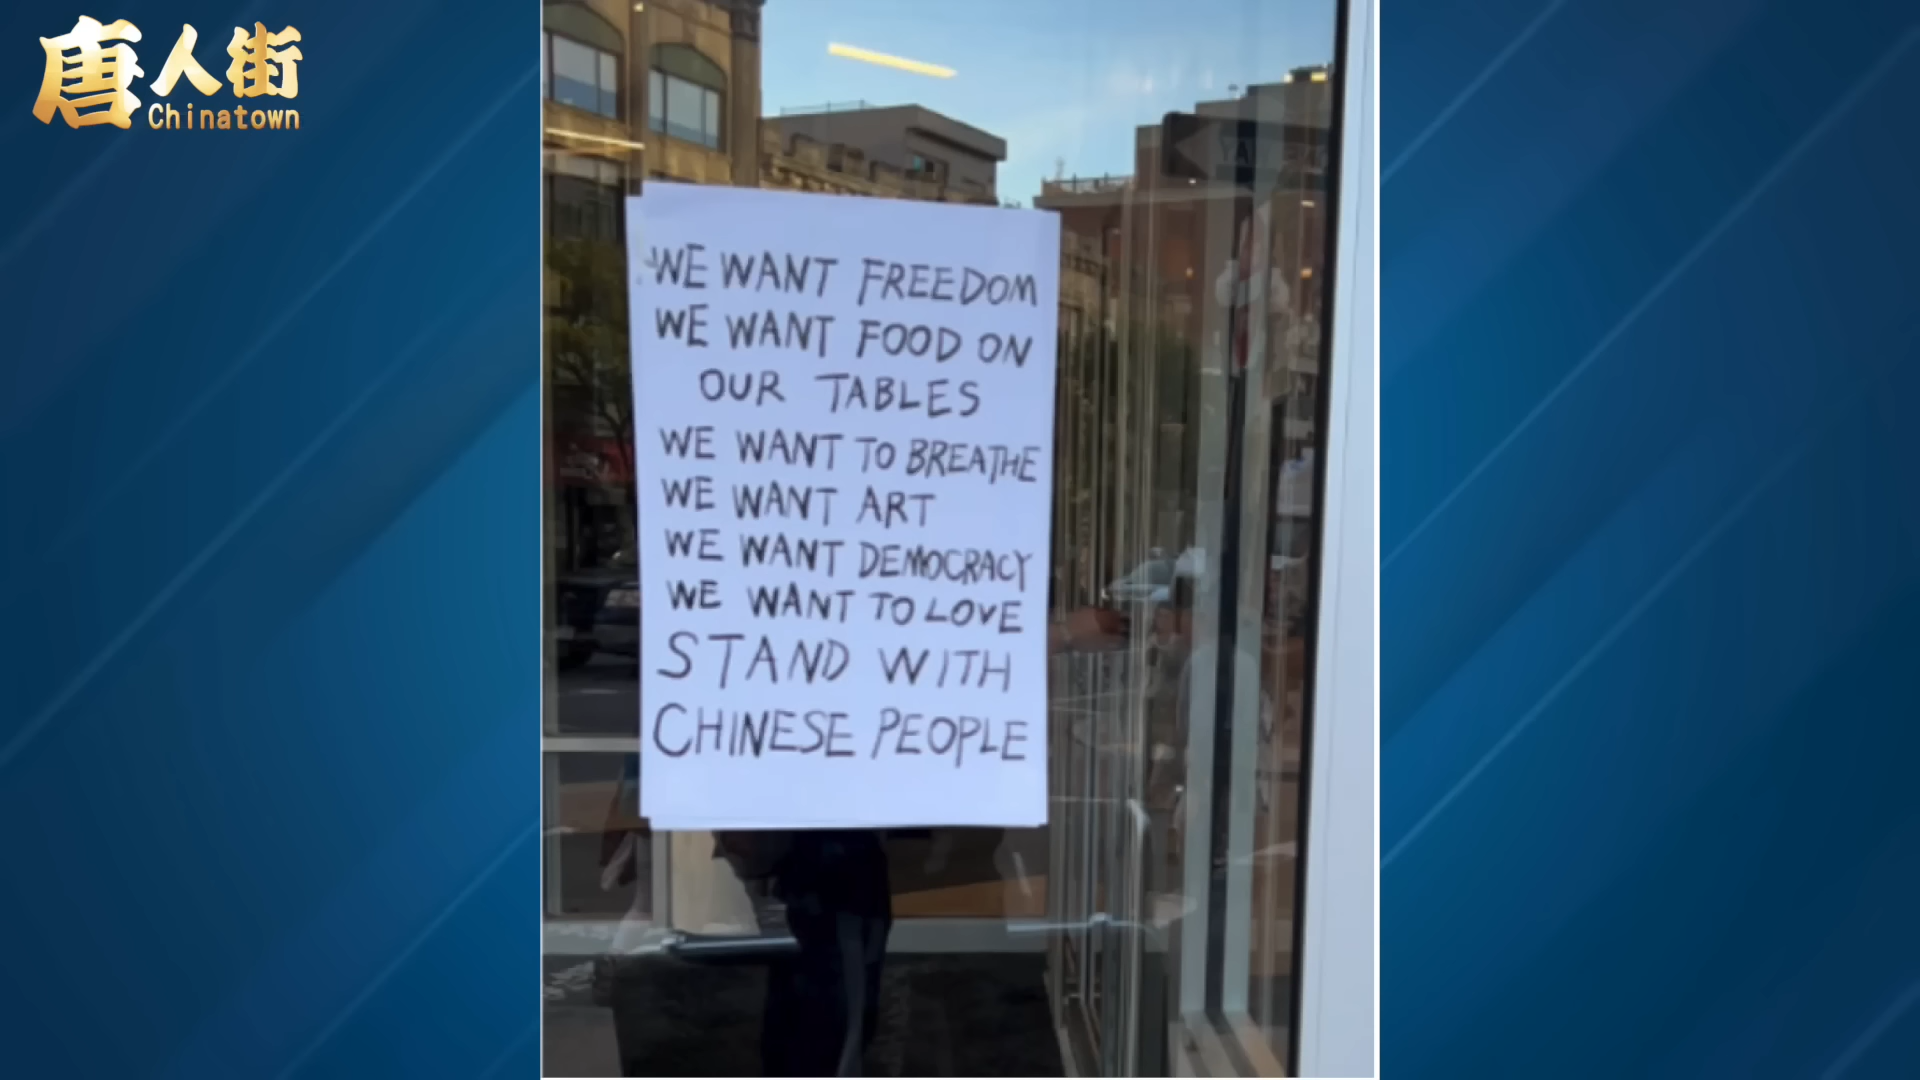 唐人街
Chinatown
WE WANT FREEDOM
WE WANT FOOD ON
OUR TABLES
WE WANT TO BREATHE
WE WANT ART
WE WANT DEMOCRACY
WE WANT TO LOVE
STAND WITH
CHINESE PEOPLE